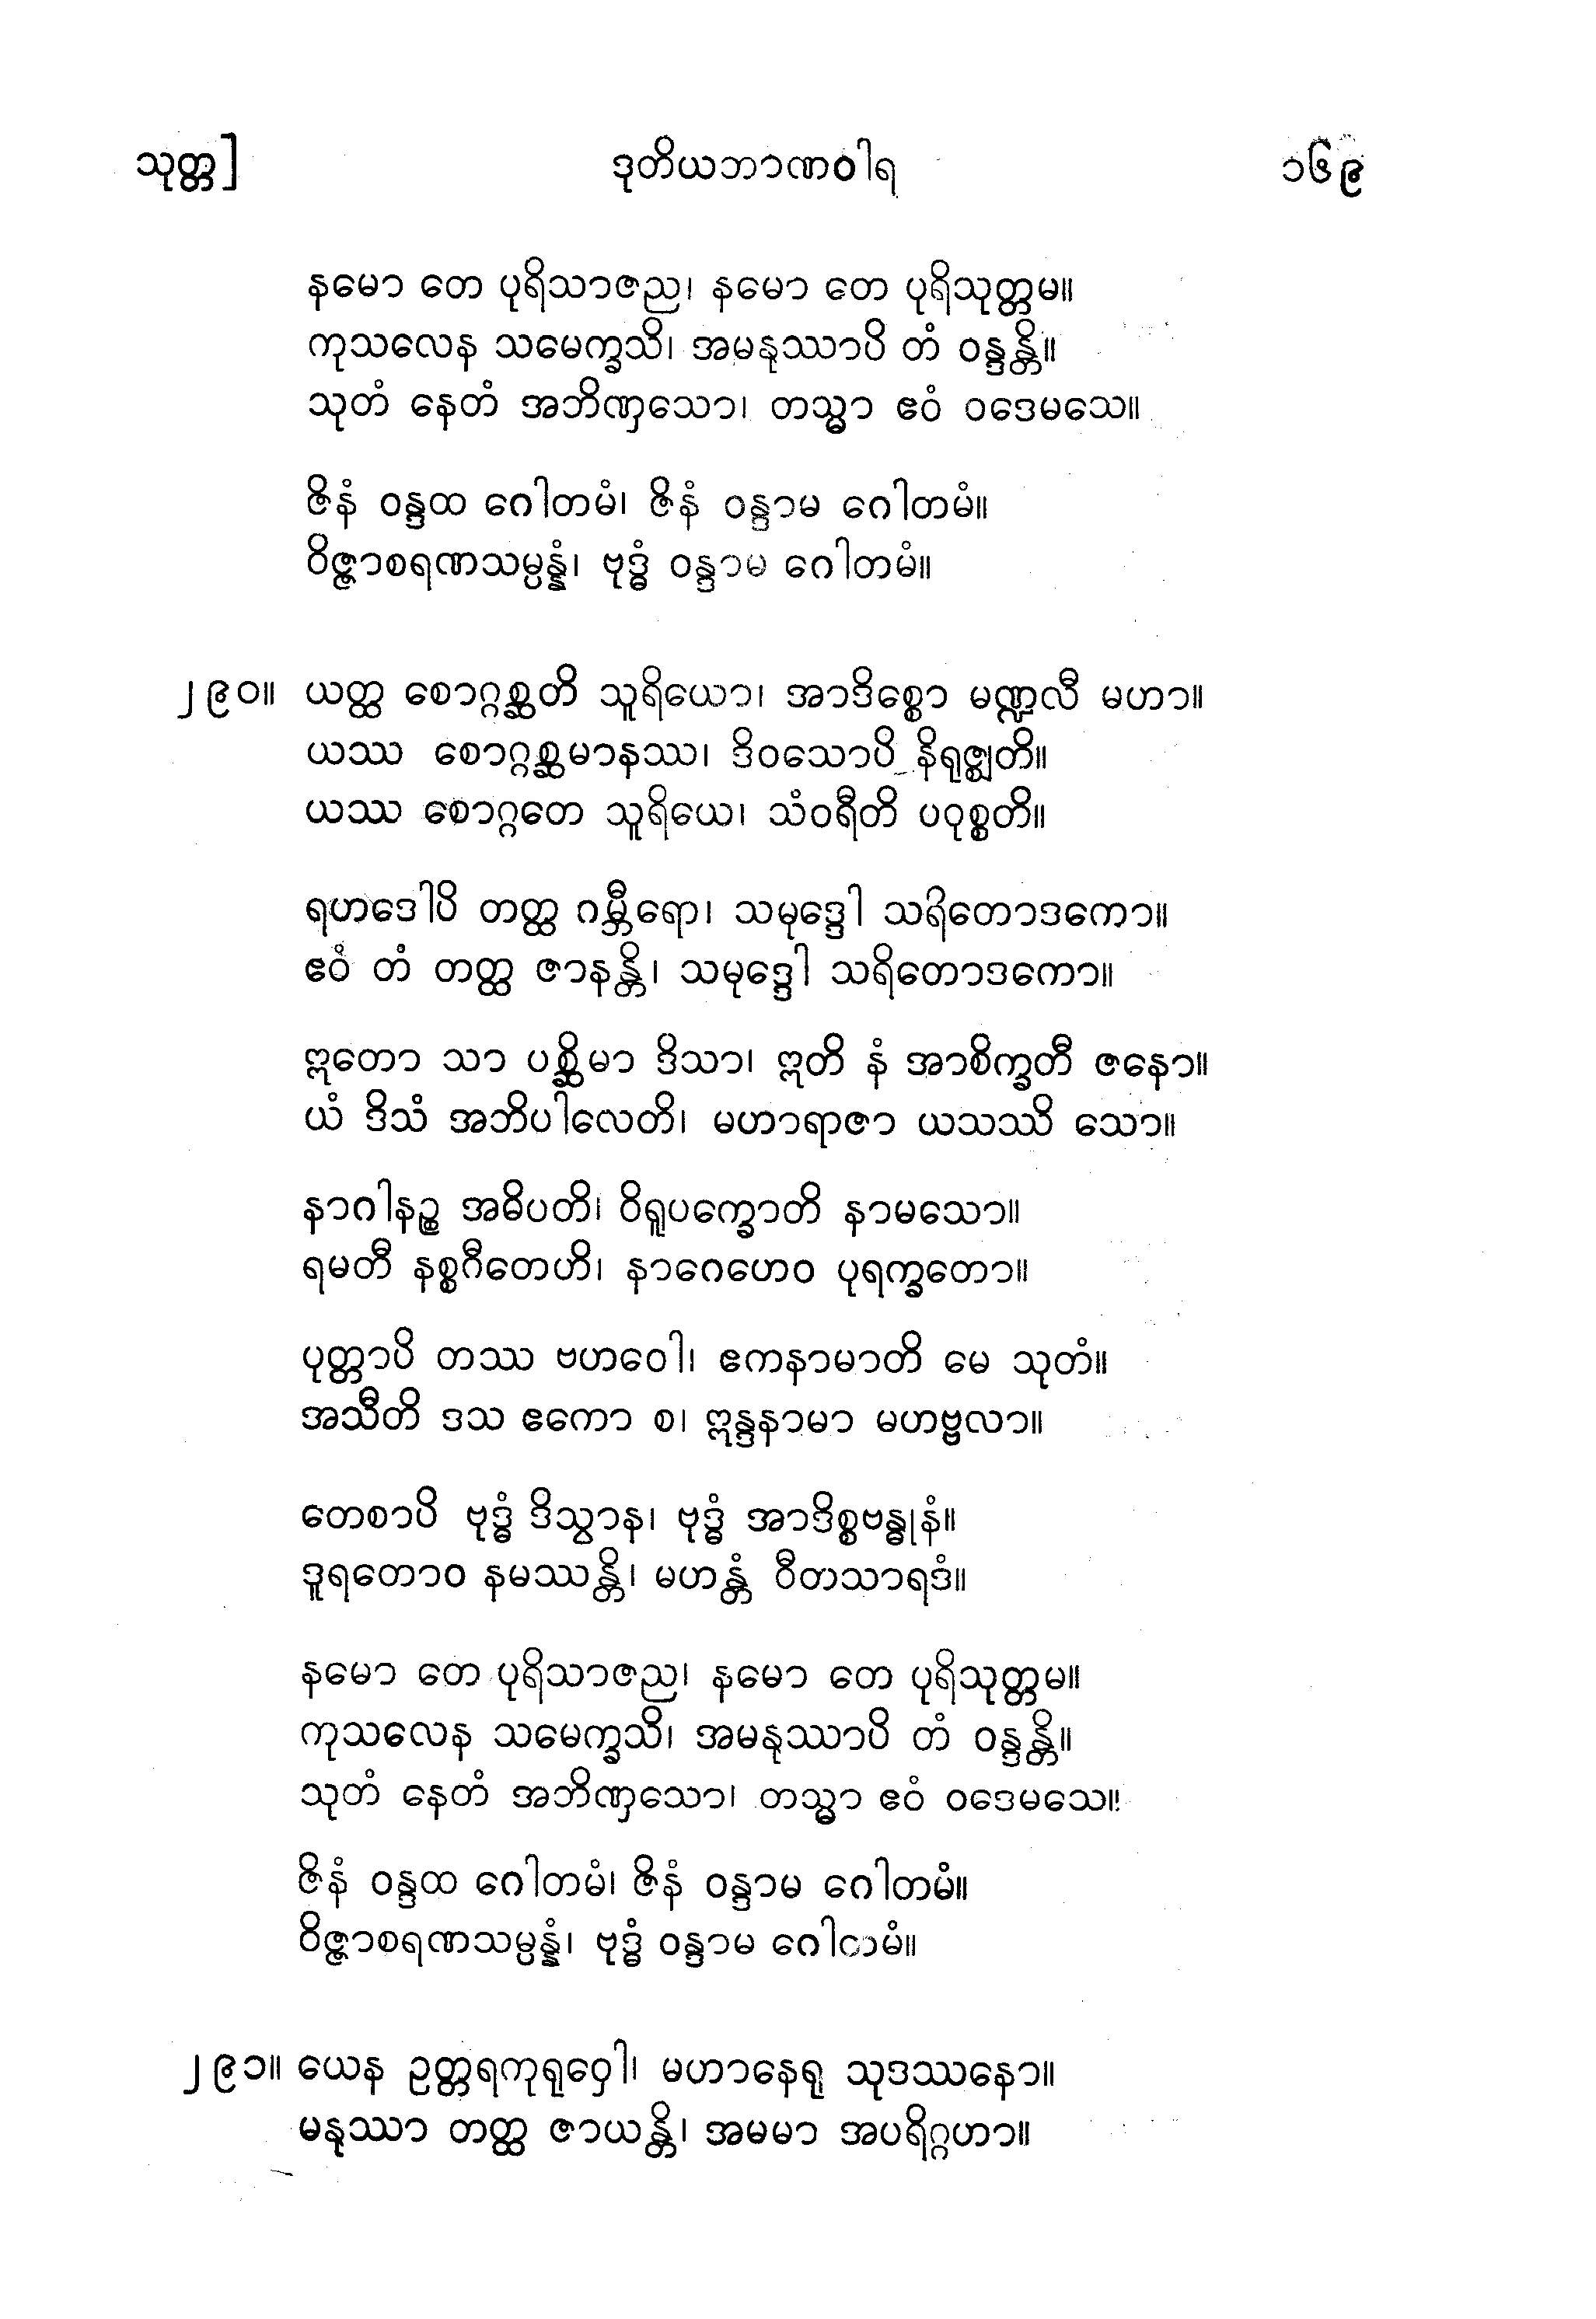 သုတ္တ]
ဒုတိယဘာဏဝါရ
၁၆၉
နမော တေ ပုရိသာဇည၊ နမော တေ ပုရိသုတ္တမ။
ကုသလေန သမေက္ခသိ၊ အမနုဿာပိ တံ ဝန္ဒန္တိ။
သုတံ နေတံ အဘိဏှသော၊ တသ္မာ ဧဝံ ဝဒေမသေ။
ဇိနံ ဝန္ဒထ ဂေါတမံ၊ ဇိနံ ဝန္ဒာမ ဂေါတမံ။
ဝိဇ္ဇာစရဏသမ္ပန္နံ၊ ဗုဒ္ဓံ ဝန္ဒာမ ဂေါတမံ။
၂၉၀။ ယတ္ထ စောဂ္ဂစ္ဆတိ သူရိယော၊ အာဒိစ္စော မဏ္ဍလီ မဟာ။
ယဿ စောဂ္ဂစ္ဆမာနဿ၊ ဒိဝသောပိ နိရုဇ္ဈတိ။
ယဿ စောဂ္ဂတေ သူရိယေ၊ သံဝရီတိ ပဝုစ္စတိ။
ရဟဒေါပိ တတ္ထ ဂမ္ဘီရော၊ သမုဒ္ဒေါ သရိတောဒကော။
ဧဝံ တံ တတ္ထ ဇာနန္တိ၊ သမုဒ္ဒေါ သရိတောဒကော။
ဣတော သာ ပစ္ဆိမာ ဒိသာ၊ ဣတိ နံ အာစိက္ခတီ ဇနော။
ယံ ဒိသံ အဘိပါလေတိ၊ မဟာရာဇာ ယသဿိ သော။
နာဂါနဉ္စ အဓိပတိ၊ ဝိရူပက္ခောတိ နာမသော။
ရမတီ နစ္စဂီတေဟိ၊ နာဂေဟေဝ ပုရက္ခတော။
ပုတ္တာပိ တဿ ဗဟဝေါ၊ ဧကနာမာတိ မေ သုတံ။
အသီတိ ဒသ ဧကော စ၊ ဣန္ဒနာမာ မဟဗ္ဗလာ။
တေစာပိ ဗုဒ္ဓံ ဒိသွာန၊ ဗုဒ္ဓံ အာဒိစ္စဗန္ဓုနံ။
ဒူရတောဝ နမဿန္တိ၊ မဟန္တံ ဝီတသာရဒံ။
နမော တေ ပုရိသာဇည၊ နမော တေ ပုရိသုတ္တမ။
ကုသလေန သမေက္ခသိ၊ အမနုဿာပိ တံ ဝန္ဒန္တိ။
သုတံ နေတံ အဘိဏှသော၊ တသ္မာ ဧဝံ ဝဒေမသေ။
ဇိနံ ဝန္ဒထ ဂေါတမံ၊ ဇိနံ ဝန္ဒာမ ဂေါတမံ။
ဝိဇ္ဇာစရဏသမ္ပန္နံ၊ ဗုဒ္ဓံ ဝန္ဒာမ ဂေါတမံ။
၂၉၁။ ယေန ဥတ္တရကုရုဝှေါ၊ မဟာနေရု သုဒဿနော။
မနုဿာ တတ္ထ ဇာယန္တိ၊ အမမာ အပရိဂ္ဂဟာ။